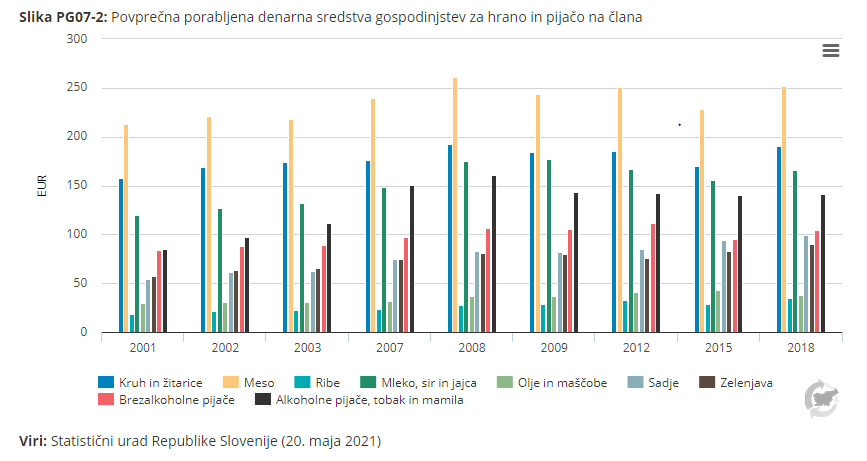 Slika PG07-2: Povprečna porabljena denarna sredstva gospodinjstev za hrano in pijačo na člana
300
250
200
150
100
50
0
EUR
2001 2002 2003 2007 2008 2009 2012 2015 2018
Kruh in žitarice Meso Ribe Mleko, sir in jajca Olje in maščobe Sadje Zelenjava
Brezalkoholne pijače Alkoholne pijače, tobak in mamila
Viri: Statistični urad Republike Slovenije (20. maja 2021)